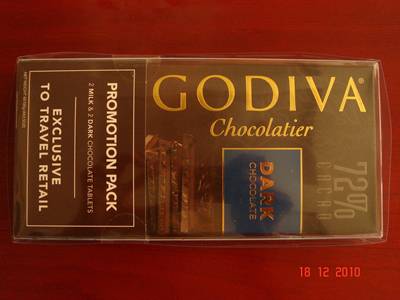 PROMOTION PACK
2 MILK & 2 DARK CHOCOLATE TABLETS
EXCLUSIVE
TO TRAVEL RETAIL
GODIVA
Chocolatier
DARK
CHOCOLATE
72%
CACAO
18 12 2010